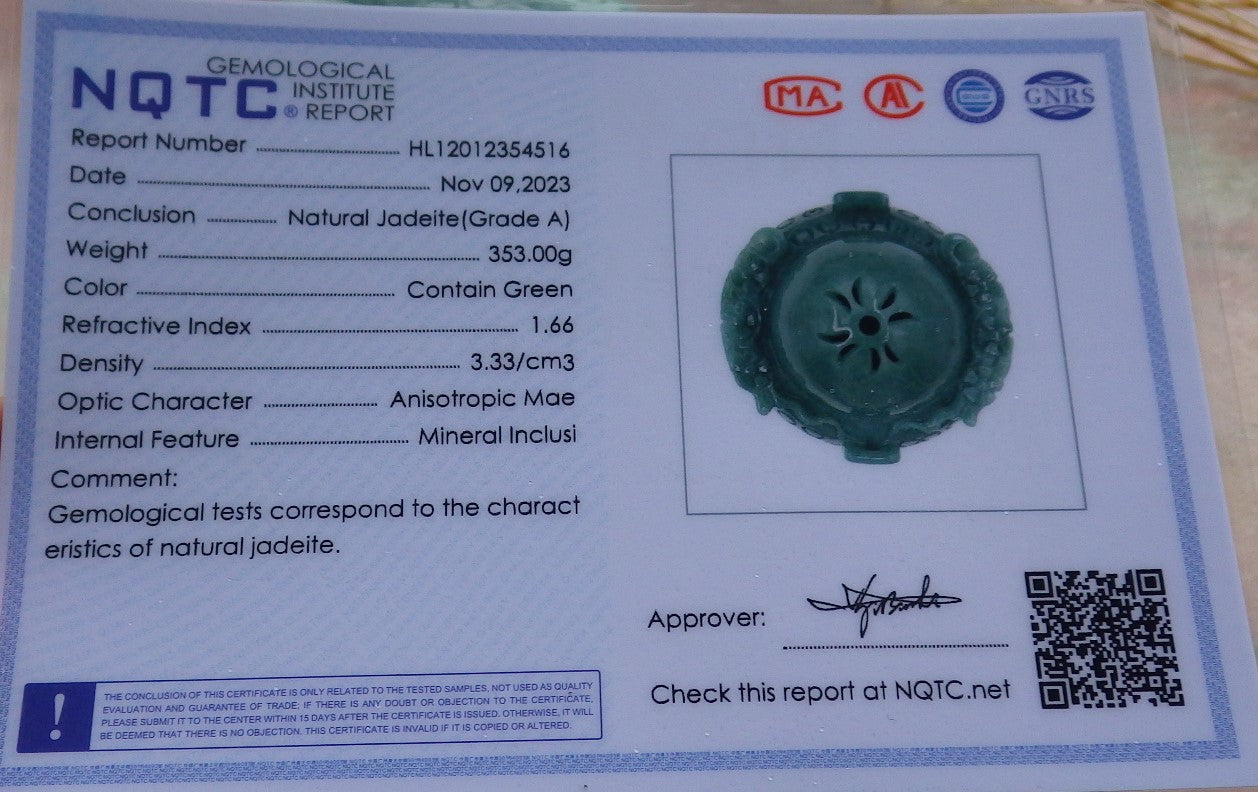 NQTC® GEMOLOGICAL INSTITUTE REPORT
MA
GNRS
Report Number HL12012354516
Date Nov 09,2023
Conclusion Natural Jadeite(Grade A)
Weight 353.00g
Color Contain Green
Refractive Index 1.66
Density 3.33/cm3
Optic Character Anisotropic Mae
Internal Feature Mineral Inclusi
Comment:
Gemological tests correspond to the charact
eristics of natural jadeite.
Approver:
Check this report at NQTC.net
!
THE CONCLUSION OF THIS CERTIFICATE IS ONLY RELATED TO THE TESTED SAMPLES, NOT USED AS QUALITY
EVALUATION AND GUARANTEE OF TRADE; IF THERE IS ANY DOUBT OR OBJECTION TO THE CERTIFICATE,
PLEASE SUBMIT IT TO THE CENTER WITHIN 15 DAYS AFTER THE CERTIFICATE IS ISSUED. OTHERWISE, IT WILL
BE DEEMED THAT THERE IS NO OBJECTION. THIS CERTIFICATE IS INVALID IF IT IS COPIED OR ALTERED.